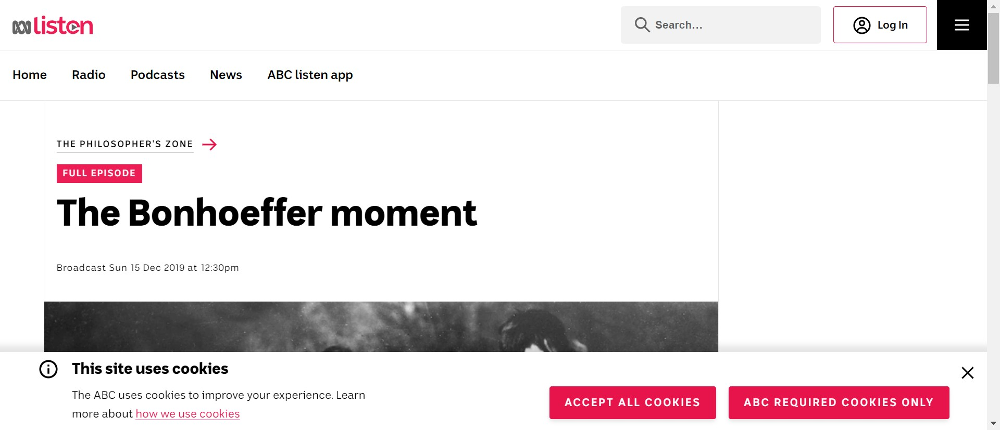 listen
Search...
Log In
Home
Radio
Podcasts
News
ABC listen app
THE PHILOSOPHER'S ZONE
FULL EPISODE
The Bonhoeffer moment
Broadcast Sun 15 Dec 2019 at 12:30pm
This site uses cookies
The ABC uses cookies to improve your experience. Learn
more about how we use cookies
ACCEPT ALL COOKIES
ABC REQUIRED COOKIES ONLY